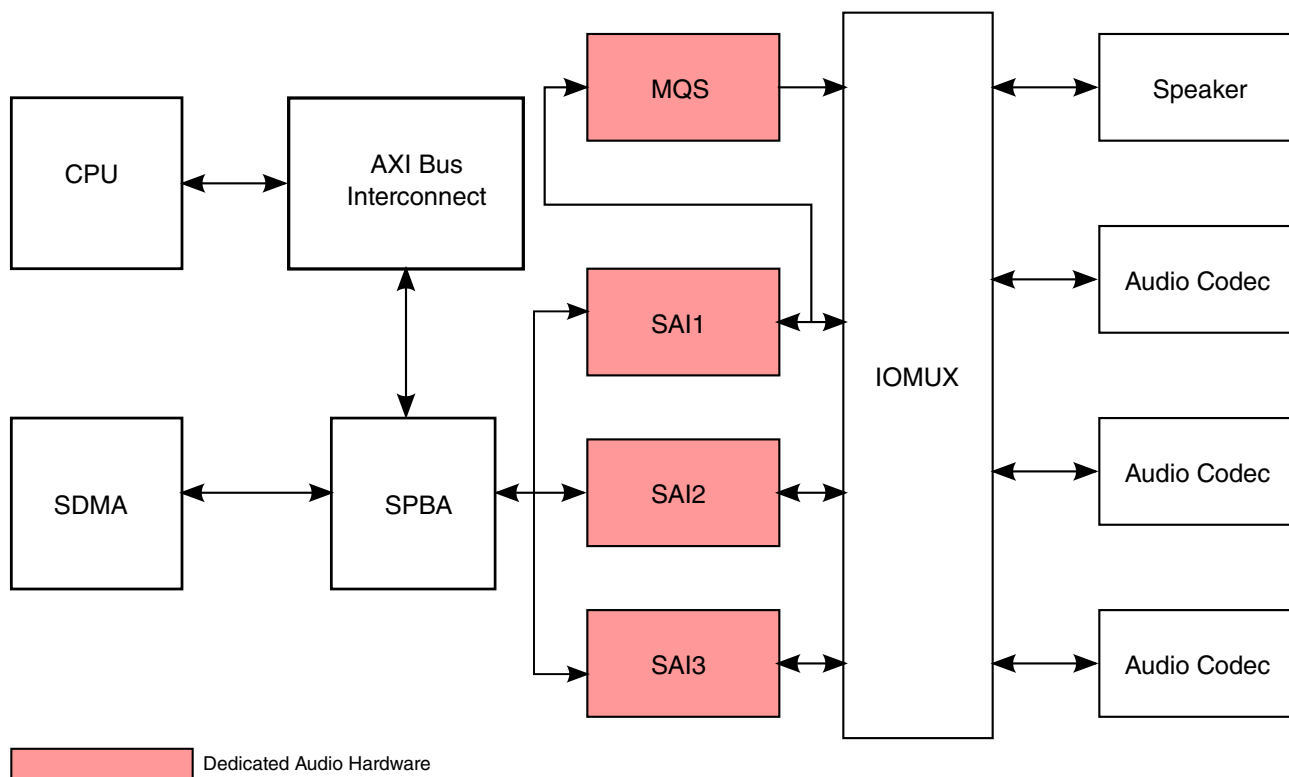 MQS
Speaker
CPU
AXI Bus
Interconnect
Audio Codec
SAI1
IOMUX
SDMA
SPBA
SAI2
Audio Codec
SAI3
Audio Codec
Dedicated Audio Hardware